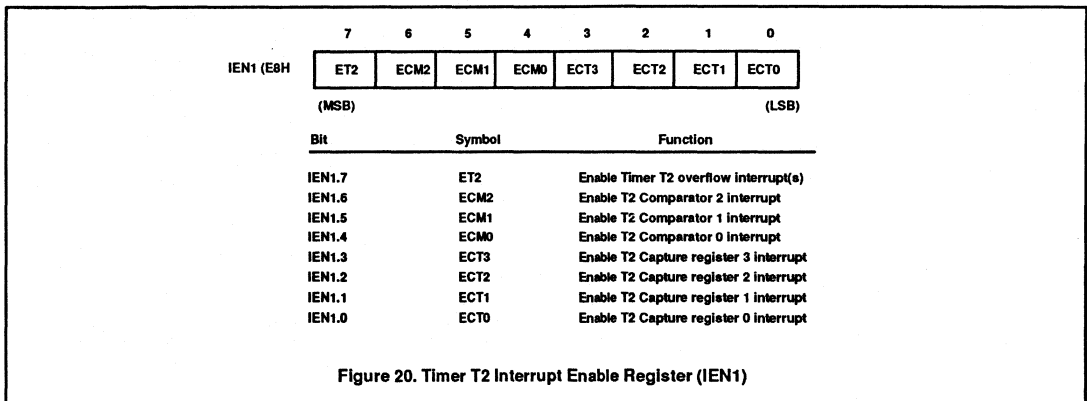 7 6 5 4 3 2 1 0
IEN1 (E8H ET2 ECM2 ECM1 ECM0 ECT3 ECT2 ECT1 ECT0
(MSB) (LSB)
Bit Symbol Function
IEN1.7 ET2 Enable Timer T2 overflow interrupt(s)
IEN1.6 ECM2 Enable T2 Comparator 2 interrupt
IEN1.5 ECM1 Enable T2 Comparator 1 interrupt
IEN1.4 ECM0 Enable T2 Comparator 0 interrupt
IEN1.3 ECT3 Enable T2 Capture register 3 interrupt
IEN1.2 ECT2 Enable T2 Capture register 2 interrupt
IEN1.1 ECT1 Enable T2 Capture register 1 interrupt
IEN1.0 ECT0 Enable T2 Capture register 0 interrupt
Figure 20. Timer T2 Interrupt Enable Register (IEN1)